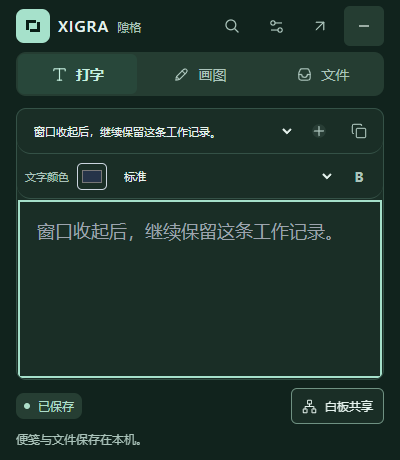 XIGRA 隙格
打字 画图 文件
窗口收起后，继续保留这条工作记录。
文字颜色 标准 B
窗口收起后，继续保留这条工作记录。
已保存 白板共享
便笺与文件保存在本机。